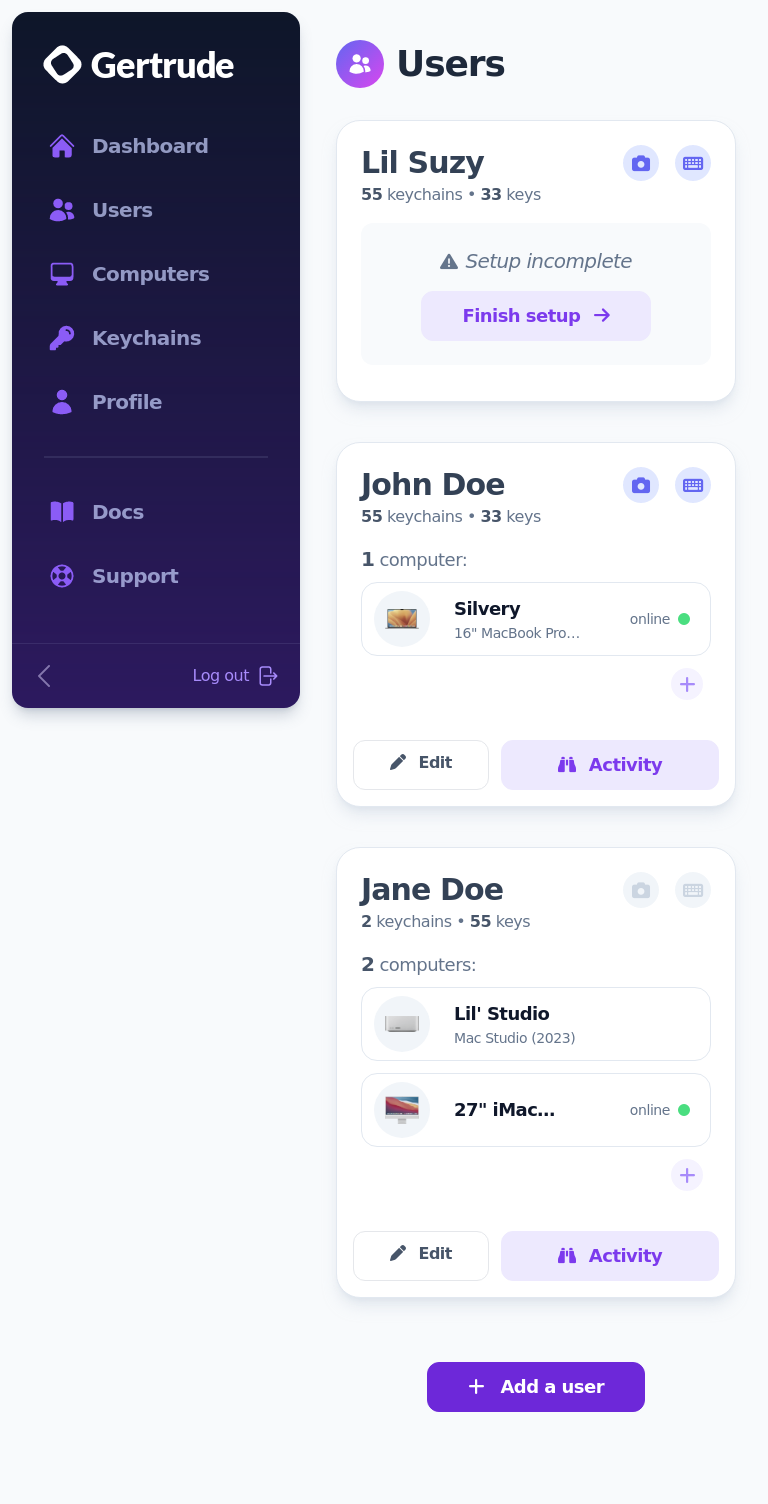 Gertrude
Dashboard
Users
Computers
Keychains
Profile
Docs
Support
Log out
Users
Lil Suzy
55 keychains • 33 keys
Setup incomplete
Finish setup
John Doe
55 keychains • 33 keys
1 computer:
Silvery
16" MacBook Pro...
online
Edit
Activity
Jane Doe
2 keychains • 55 keys
2 computers:
Lil' Studio
Mac Studio (2023)
27" iMac...
online
Edit
Activity
Add a user